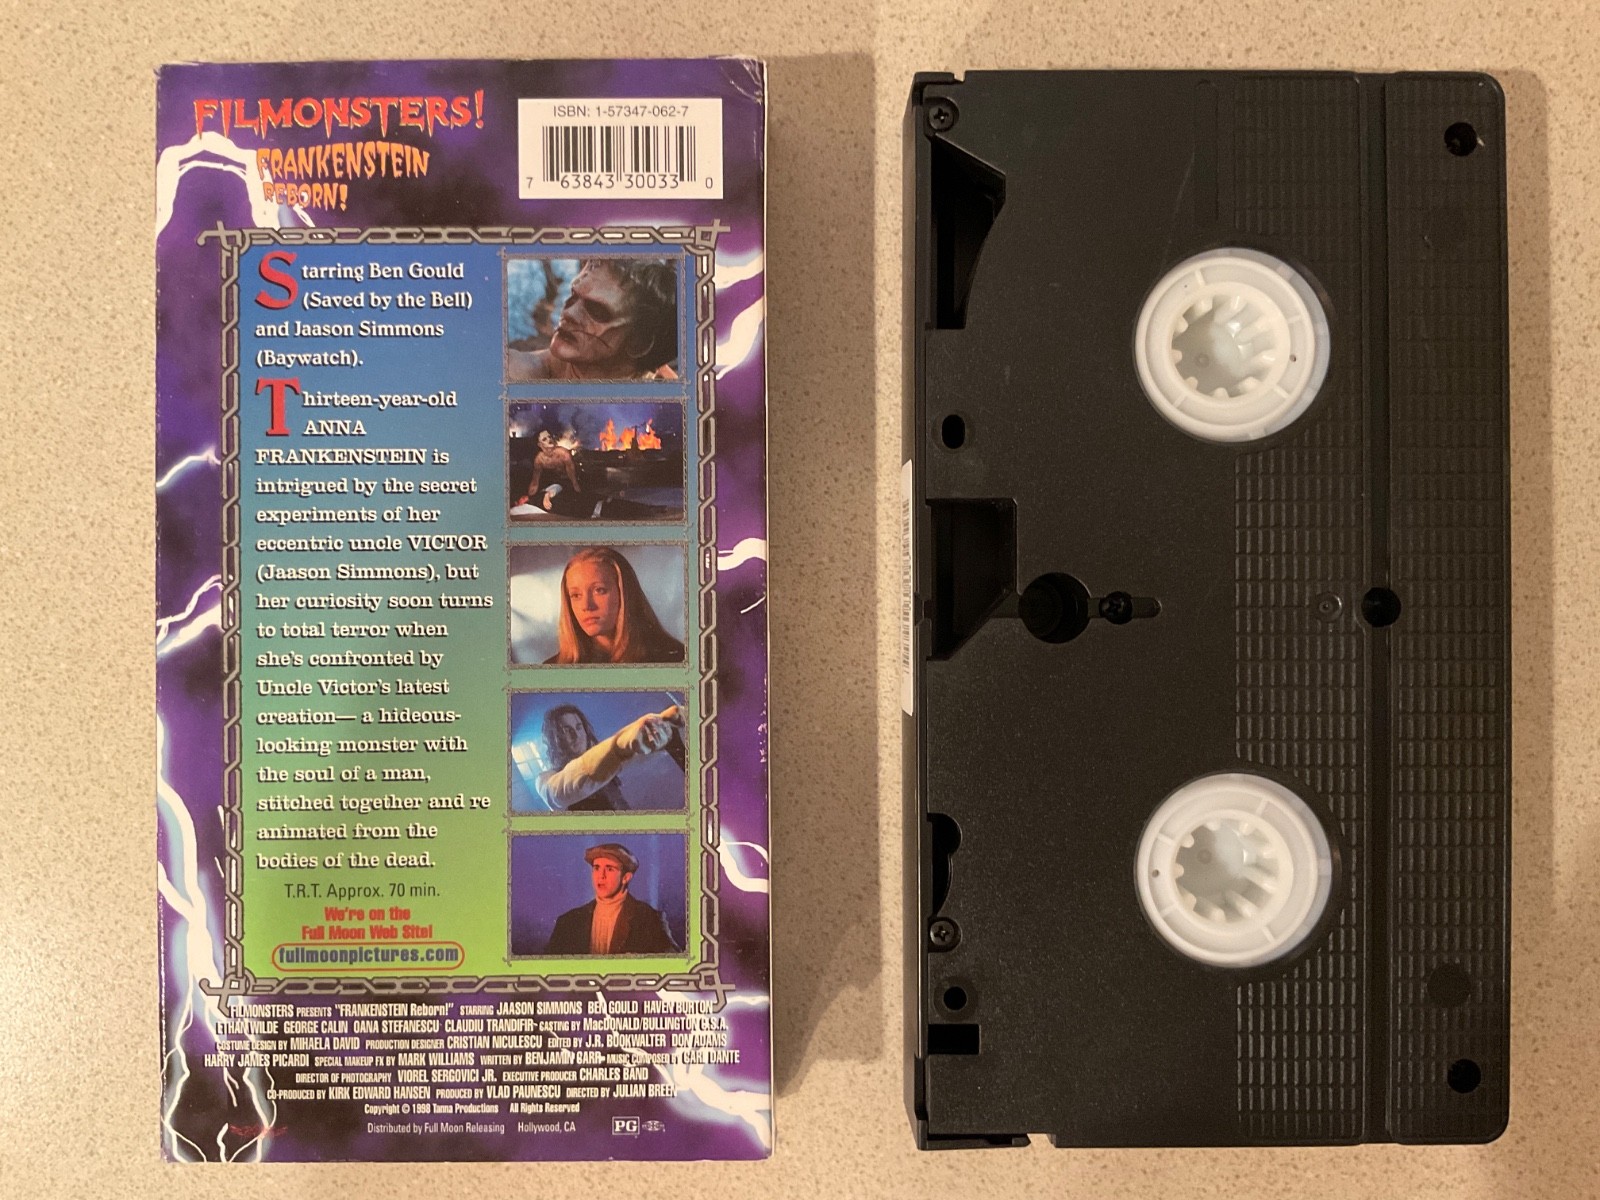 FILMONSTERS!
FRANKENSTEIN
REBORN!
ISBN: 1-57347-062-7
7 63843 30033 0
Starring Ben Gould
(Saved by the Bell)
and Jaason Simmons
(Baywatch).
Thirteen-year-old
ANNA
FRANKENSTEIN is
intrigued by the secret
experiments of her
eccentric uncle VICTOR
(Jaason Simmons), but
her curiosity soon turns
to total terror when
she's confronted by
Uncle Victor's latest
creation— a hideous-
looking monster with
the soul of a man,
stitched together and re
animated from the
bodies of the dead.
T.R.T. Approx. 70 min.
We're on the
Full Moon Web Site!
fullmoonpictures.com
FILMONSTERS PRESENTS "FRANKENSTEIN Reborn!" STARRING JAASON SIMMONS BEN GOULD HAVEN BURTON
ETHAN WILDE GEORGE CALIN OANA STEFANESCU CLAUDIU TRANDIFIR CASTING BY MacDONALD/BULLINGTON C.S.A.
COSTUME DESIGN BY MIHAELA DAVID PRODUCTION DESIGNER CRISTIAN NICULESCU EDITED BY J.R. BOOKWALTER DON ADAMS
HARRY JAMES PICARDI SPECIAL MAKEUP FX BY MARK WILLIAMS WRITTEN BY BENJAMIN CARR MUSIC COMPOSED BY CARL DANTE
DIRECTOR OF PHOTOGRAPHY VIOREL SERGOVICI JR. EXECUTIVE PRODUCER CHARLES BAND
CO-PRODUCED BY KIRK EDWARD HANSEN PRODUCED BY VLAD PAUNESCU DIRECTED BY JULIAN BREEN
Copyright © 1998 Tanna Productions All Rights Reserved
Distributed by Full Moon Releasing Hollywood, CA PG